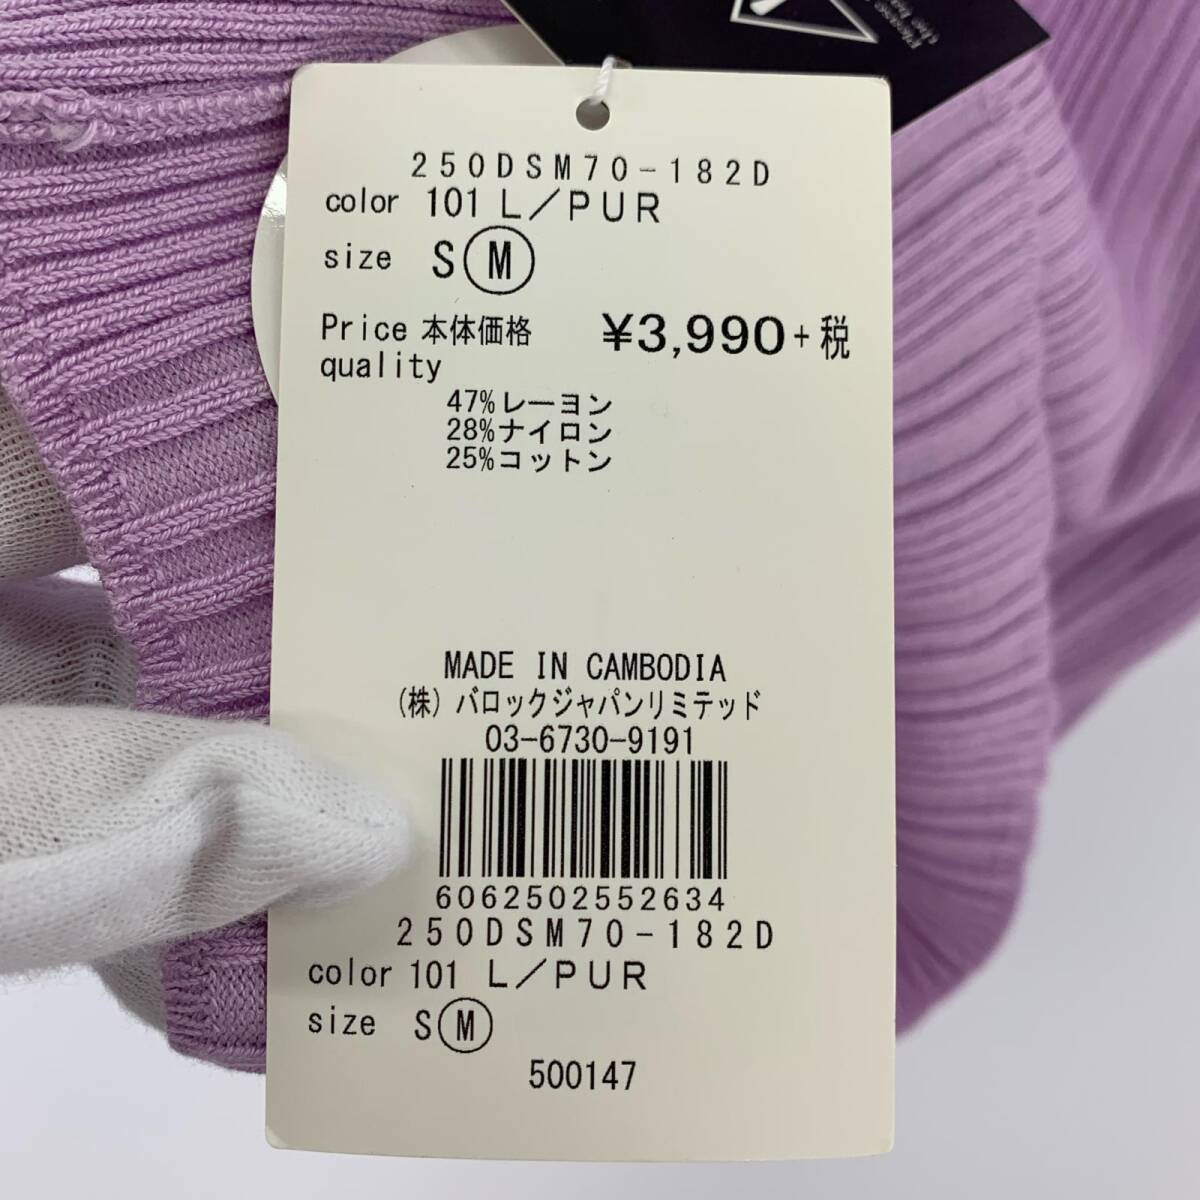 250DSM70-182D
color 101 L／PUR
size S M
Price 本体価格 ¥3,990+税
quality
47%レーヨン
28%ナイロン
25%コットン
MADE IN CAMBODIA
(株) バロックジャパンリミテッド
03-6730-9191
6062502552634
250DSM70-182D
color 101 L／PUR
size S M
500147